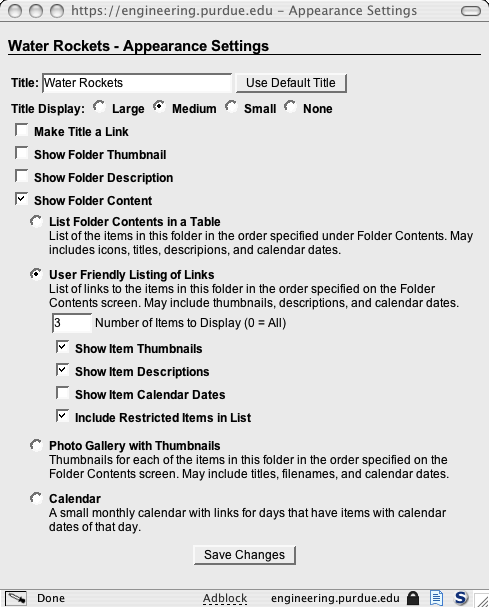 https://engineering.purdue.edu – Appearance Settings
Water Rockets - Appearance Settings
Title: Water Rockets Use Default Title
Title Display: Large Medium Small None
Make Title a Link
Show Folder Thumbnail
Show Folder Description
Show Folder Content
List Folder Contents in a Table
List of the items in this folder in the order specified under Folder Contents. May
includes icons, titles, descripions, and calendar dates.
User Friendly Listing of Links
List of links to the items in this folder in the order specified on the Folder
Contents screen. May include thumbnails, descriptions, and calendar dates.
3 Number of Items to Display (0 = All)
Show Item Thumbnails
Show Item Descriptions
Show Item Calendar Dates
Include Restricted Items in List
Photo Gallery with Thumbnails
Thumbnails for each of the items in this folder in the order specified on the
Folder Contents screen. May include titles, filenames, and calendar dates.
Calendar
A small monthly calendar with links for days that have items with calendar
dates of that day.
Save Changes
Done Adblock engineering.purdue.edu S